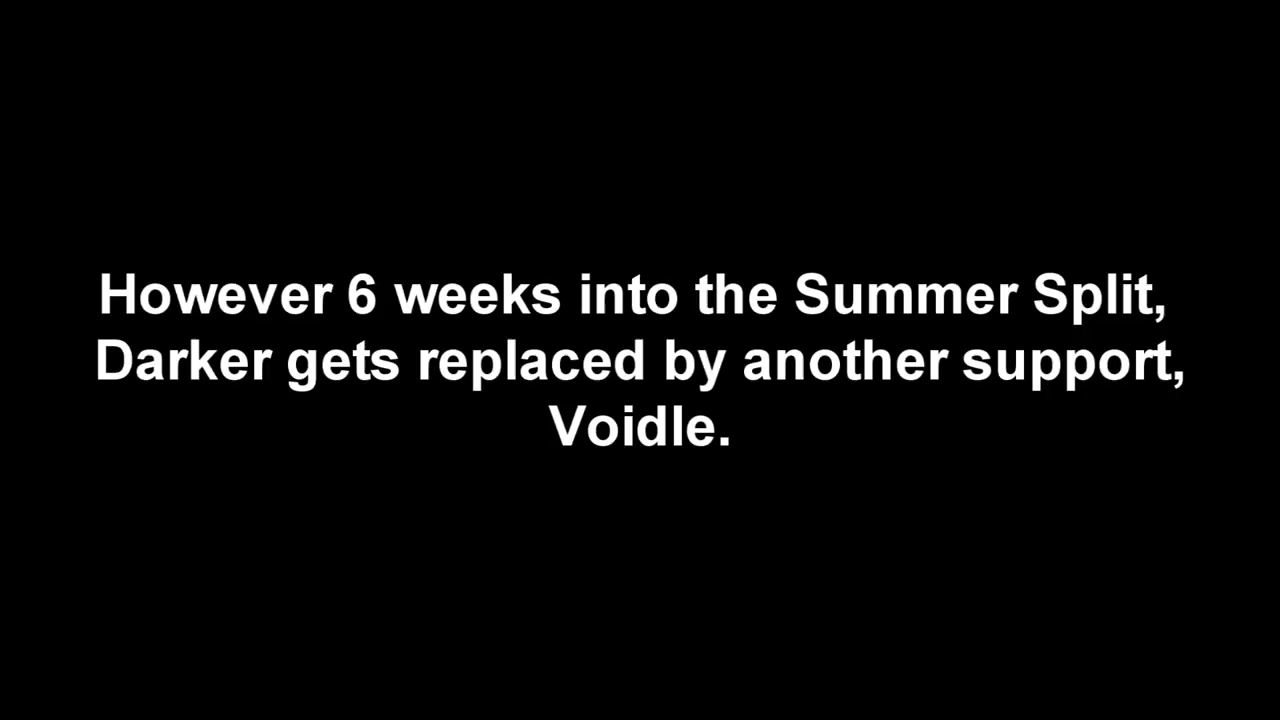 However 6 weeks into the Summer Split,
Darker gets replaced by another support,
Voidle.